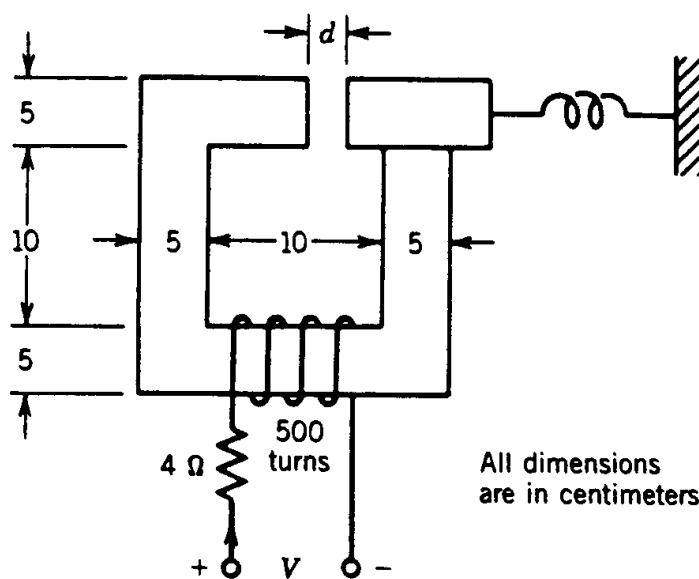 d
5
10
5 10 5
5
500
turns
4 Ω
All dimensions
are in centimeters
+ V -